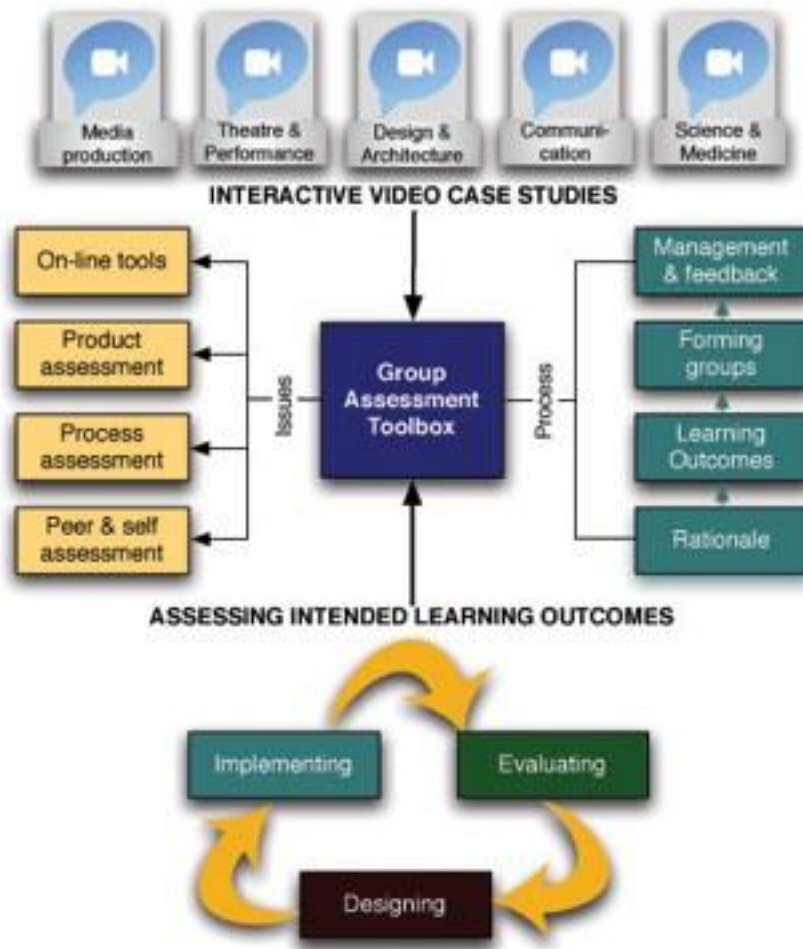 Media
production
Theatre &
Performance
Design &
Architecture
Communi-
cation
Science &
Medicine
INTERACTIVE VIDEO CASE STUDIES
On-line tools
Product
assessment
Process
assessment
Peer & self
assessment
Issues
Group
Assessment
Toolbox
Process
Management
& feedback
Forming
groups
Learning
Outcomes
Rationale
ASSESSING INTENDED LEARNING OUTCOMES
Implementing
Evaluating
Designing